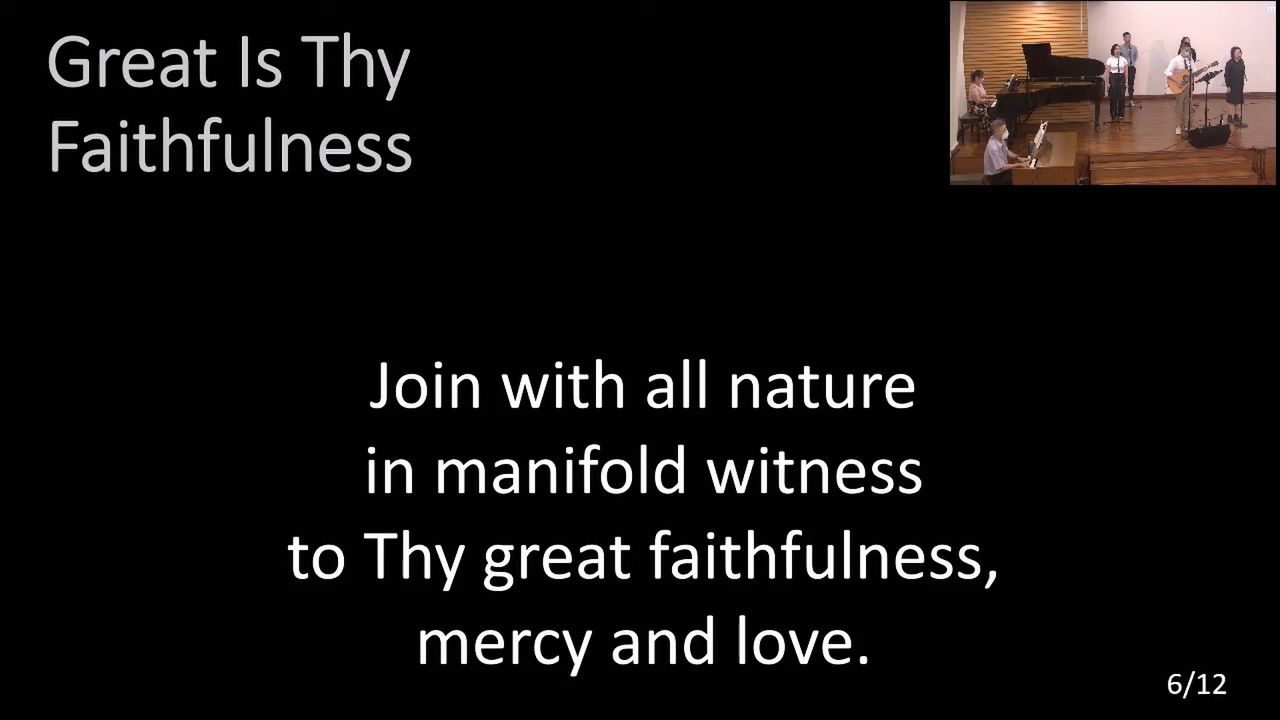 Great Is Thy
Faithfulness
Join with all nature
in manifold witness
to Thy great faithfulness,
mercy and love.
6/12